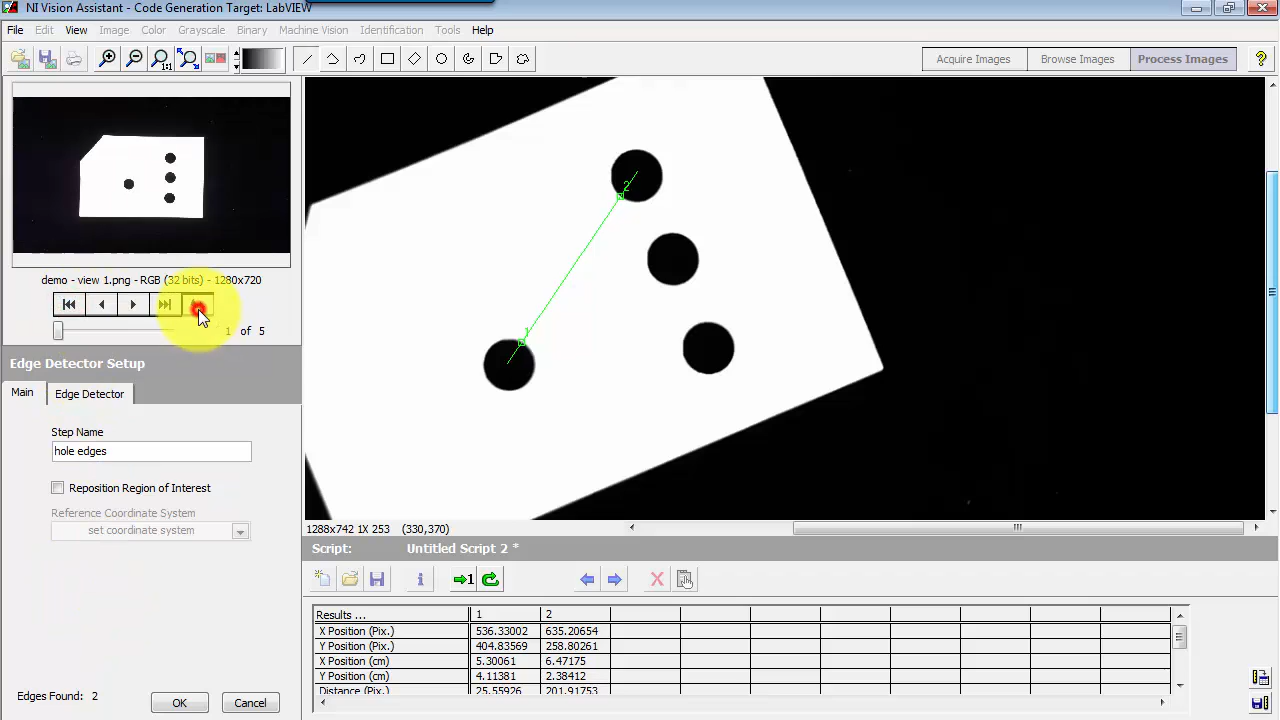 NI Vision Assistant - Code Generation Target: LabVIEW
File Edit View Image Color Grayscale Binary Machine Vision Identification Tools Help
1:1
Acquire Images Browse Images Process Images ?
2
1
demo - view 1.png - RGB (32 bits) - 1280x720
1 of 5
Edge Detector Setup
Main Edge Detector
Step Name
hole edges
Reposition Region of Interest
Reference Coordinate System
set coordinate system
Edges Found: 2
OK Cancel
1288x742 1X 253 (330,370)
Script: Untitled Script 2 *
1
Results ... 1 2
X Position (Pix.) 536.33002 635.20654
Y Position (Pix.) 404.83569 258.80261
X Position (cm) 5.30061 6.47175
Y Position (cm) 4.11381 2.38412
Distance (Pix.) 25.55926 201.91753